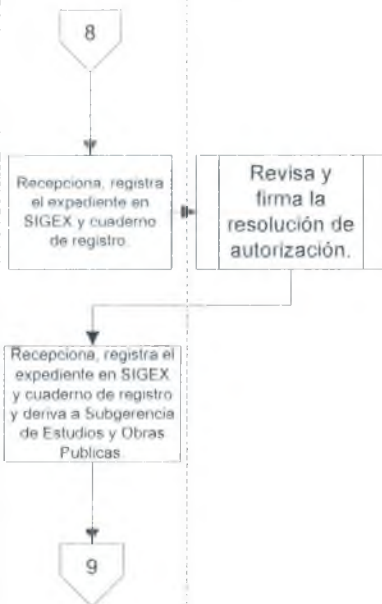 8
Recepciona, registra
el expediente en
SIGEX y cuaderno
de registro.
Revisa y
firma la
resolución de
autorización.
Recepciona, registra el
expediente en SIGEX
y cuaderno de registro
y deriva a Subgerencia
de Estudios y Obras
Publicas
9